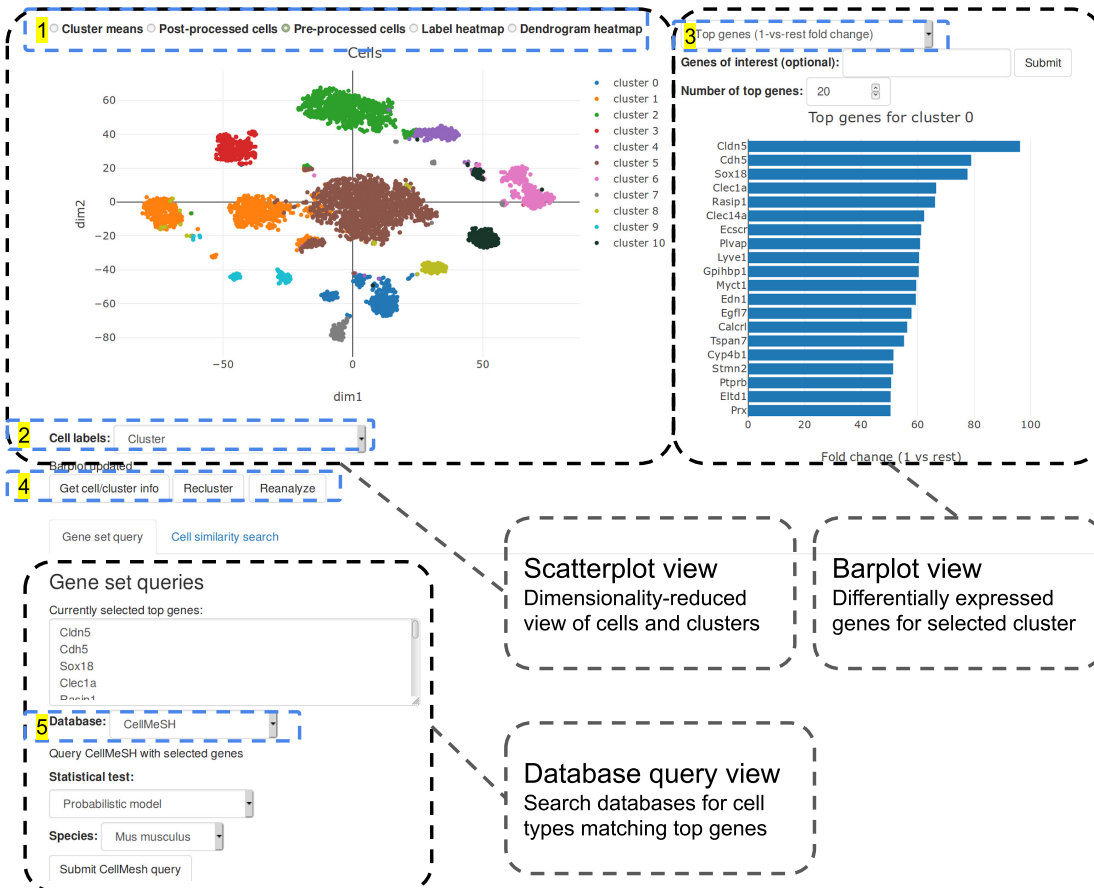 1 Cluster means Post-processed cells Pre-processed cells Label heatmap Dendrogram heatmap
Cells
60
40
20
0
−20
−40
−60
−80
dim2
−50 0 50
dim1
cluster 0
cluster 1
cluster 2
cluster 3
cluster 4
cluster 5
cluster 6
cluster 7
cluster 8
cluster 9
cluster 10
3 Top genes (1-vs-rest fold change)
Genes of interest (optional): Submit
Number of top genes: 20
Top genes for cluster 0
Cldn5
Cdh5
Sox18
Clec1a
Rasip1
Clec14a
Ecscr
Plvap
Lyve1
Gpihbp1
Myct1
Edn1
Egfl7
Calcrl
Tspan7
Cyp4b1
Stmn2
Ptprb
Eltd1
Prx
0 20 40 60 80 100
Fold change (1 vs rest)
2 Cell labels: Cluster
Barplot updated
4 Get cell/cluster info Recluster Reanalyze
Gene set query Cell similarity search
Gene set queries
Currently selected top genes:
Cldn5
Cdh5
Sox18
Clec1a
Rasip1
5 Database: CellMeSH
Query CellMeSH with selected genes
Statistical test:
Probabilistic model
Species: Mus musculus
Submit CellMesh query
Scatterplot view
Dimensionality-reduced
view of cells and clusters
Barplot view
Differentially expressed
genes for selected cluster
Database query view
Search databases for cell
types matching top genes